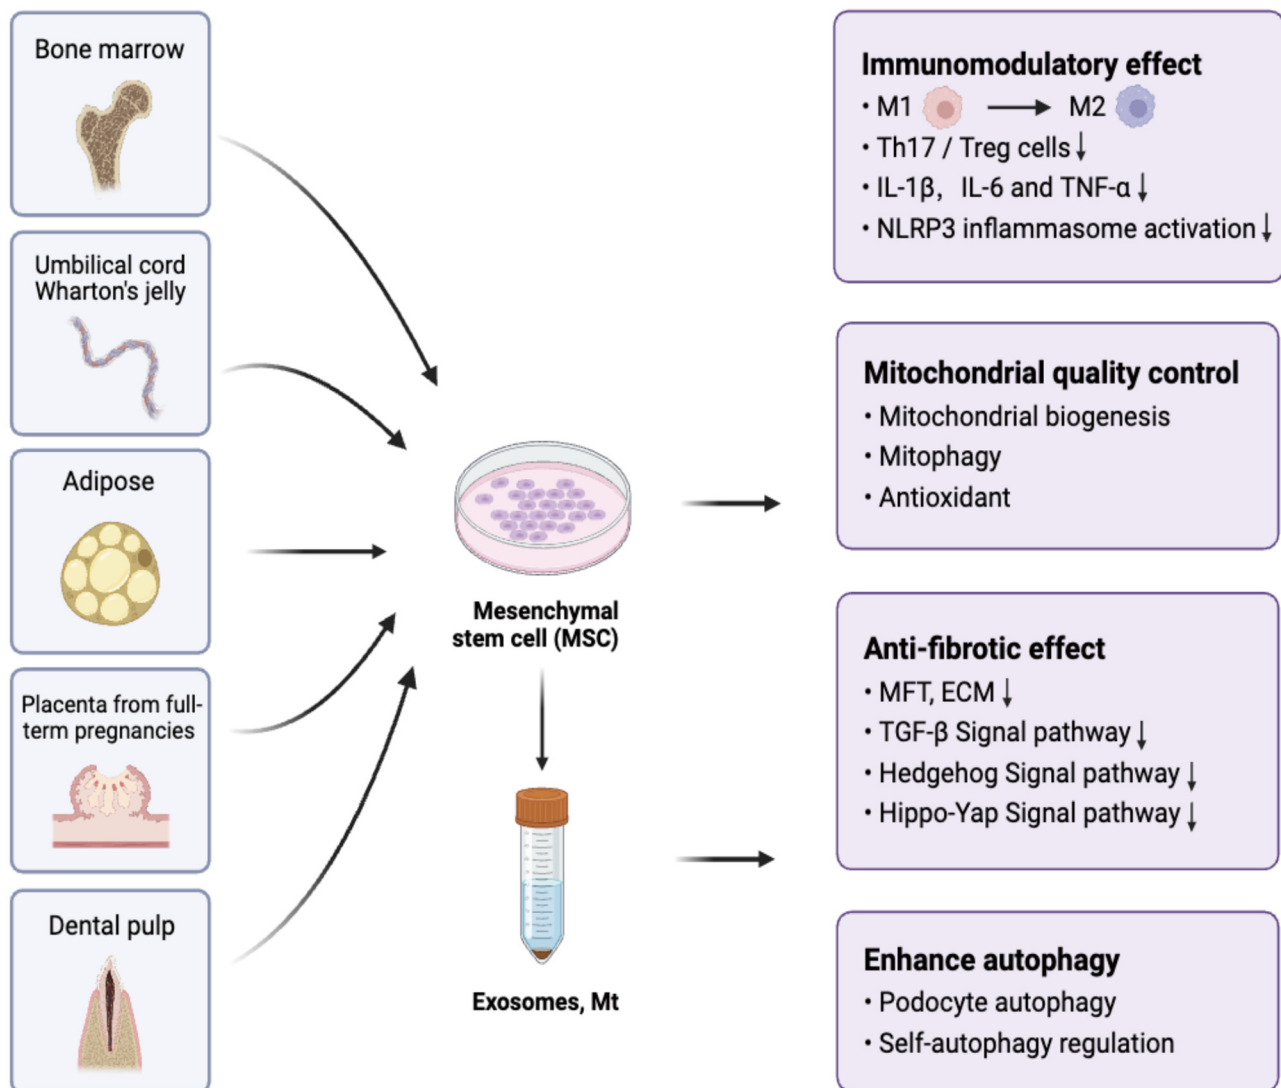 Bone marrow
Umbilical cord
Wharton's jelly
Adipose
Placenta from full-
term pregnancies
Dental pulp
Mesenchymal
stem cell (MSC)
Exosomes, Mt
Immunomodulatory effect
• M1 → M2
• Th17 / Treg cells ↓
• IL-1β, IL-6 and TNF-α ↓
• NLRP3 inflammasome activation ↓
Mitochondrial quality control
• Mitochondrial biogenesis
• Mitophagy
• Antioxidant
Anti-fibrotic effect
• MFT, ECM ↓
• TGF-β Signal pathway ↓
• Hedgehog Signal pathway ↓
• Hippo-Yap Signal pathway ↓
Enhance autophagy
• Podocyte autophagy
• Self-autophagy regulation